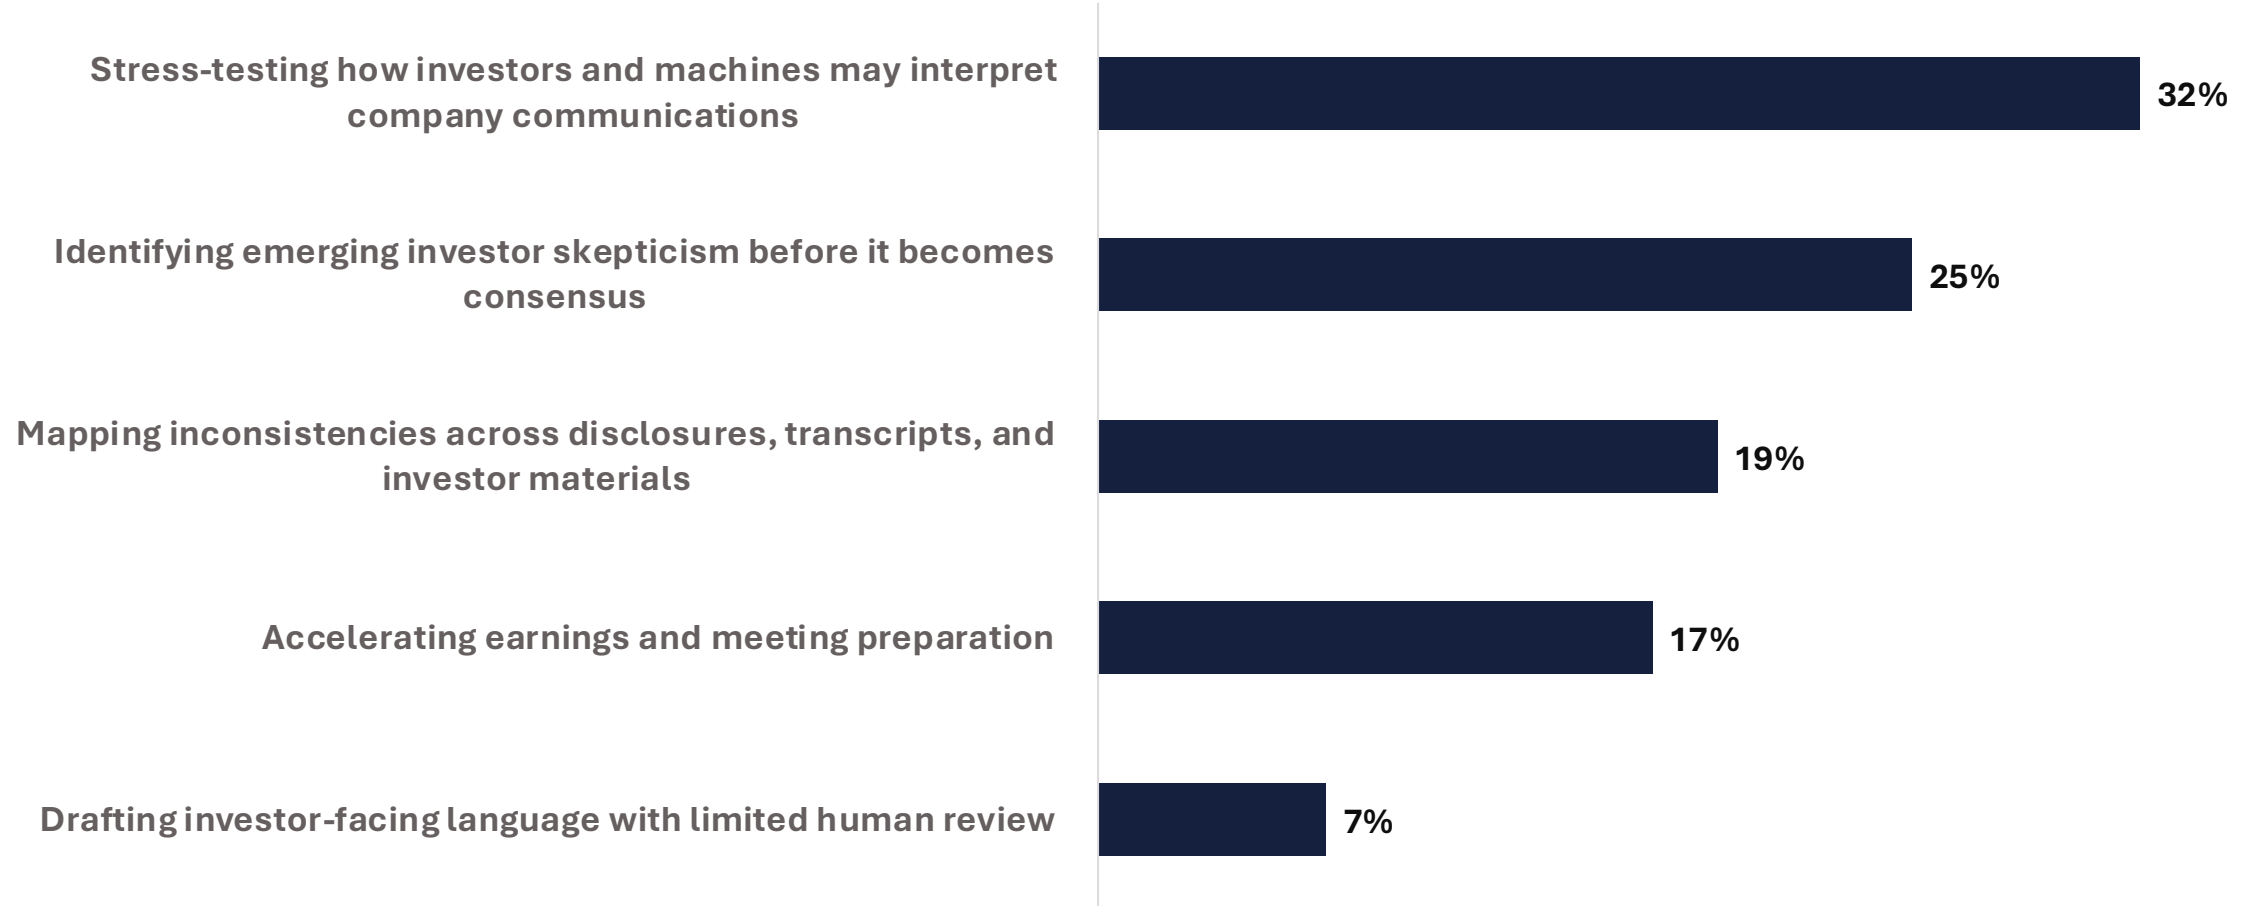 Stress-testing how investors and machines may interpret
company communications
32%
Identifying emerging investor skepticism before it becomes
consensus
25%
Mapping inconsistencies across disclosures, transcripts, and
investor materials
19%
Accelerating earnings and meeting preparation
17%
Drafting investor-facing language with limited human review
7%